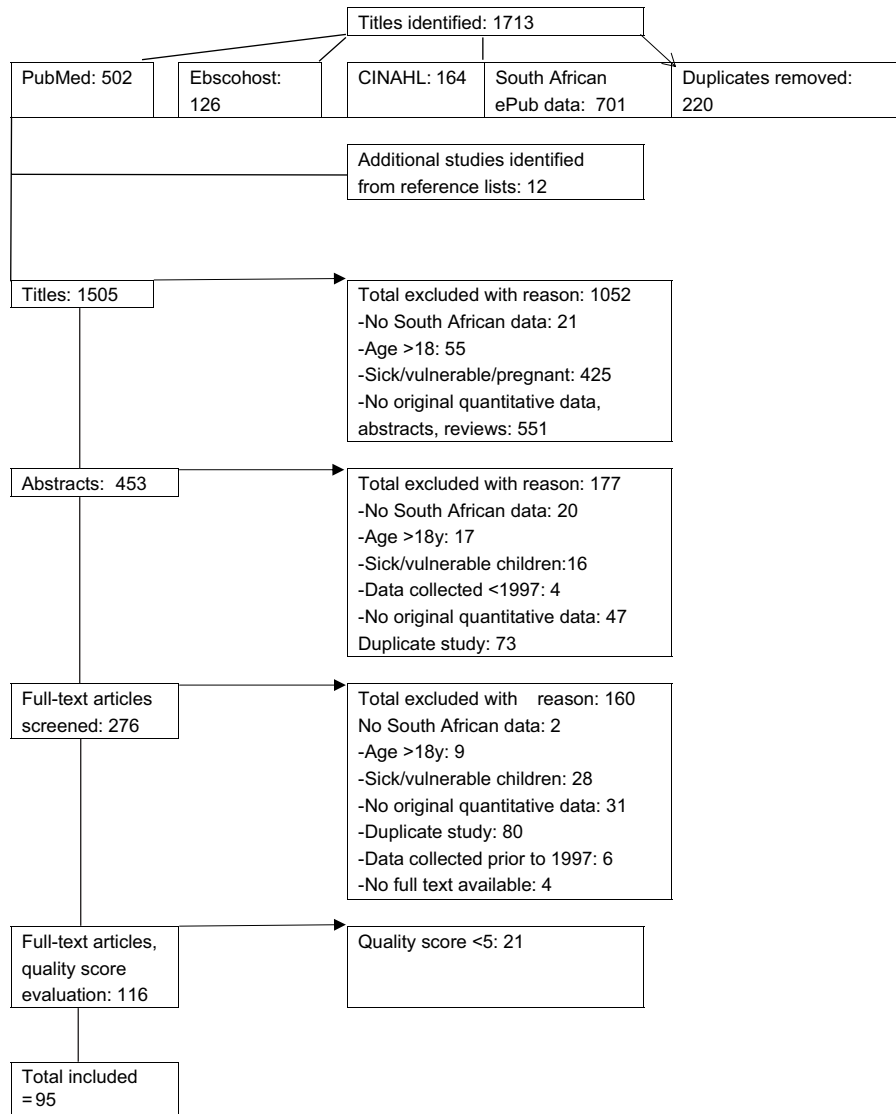 Titles identified: 1713
PubMed: 502
Ebscohost:
126
CINAHL: 164
South African
ePub data: 701
Duplicates removed:
220
Additional studies identified
from reference lists: 12
Titles: 1505
Total excluded with reason: 1052
-No South African data: 21
-Age >18: 55
-Sick/vulnerable/pregnant: 425
-No original quantitative data,
abstracts, reviews: 551
Abstracts: 453
Total excluded with reason: 177
-No South African data: 20
-Age >18y: 17
-Sick/vulnerable children:16
-Data collected <1997: 4
-No original quantitative data: 47
Duplicate study: 73
Full-text articles
screened: 276
Total excluded with reason: 160
No South African data: 2
-Age >18y: 9
-Sick/vulnerable children: 28
-No original quantitative data: 31
-Duplicate study: 80
-Data collected prior to 1997: 6
-No full text available: 4
Full-text articles,
quality score
evaluation: 116
Quality score <5: 21
Total included
=95